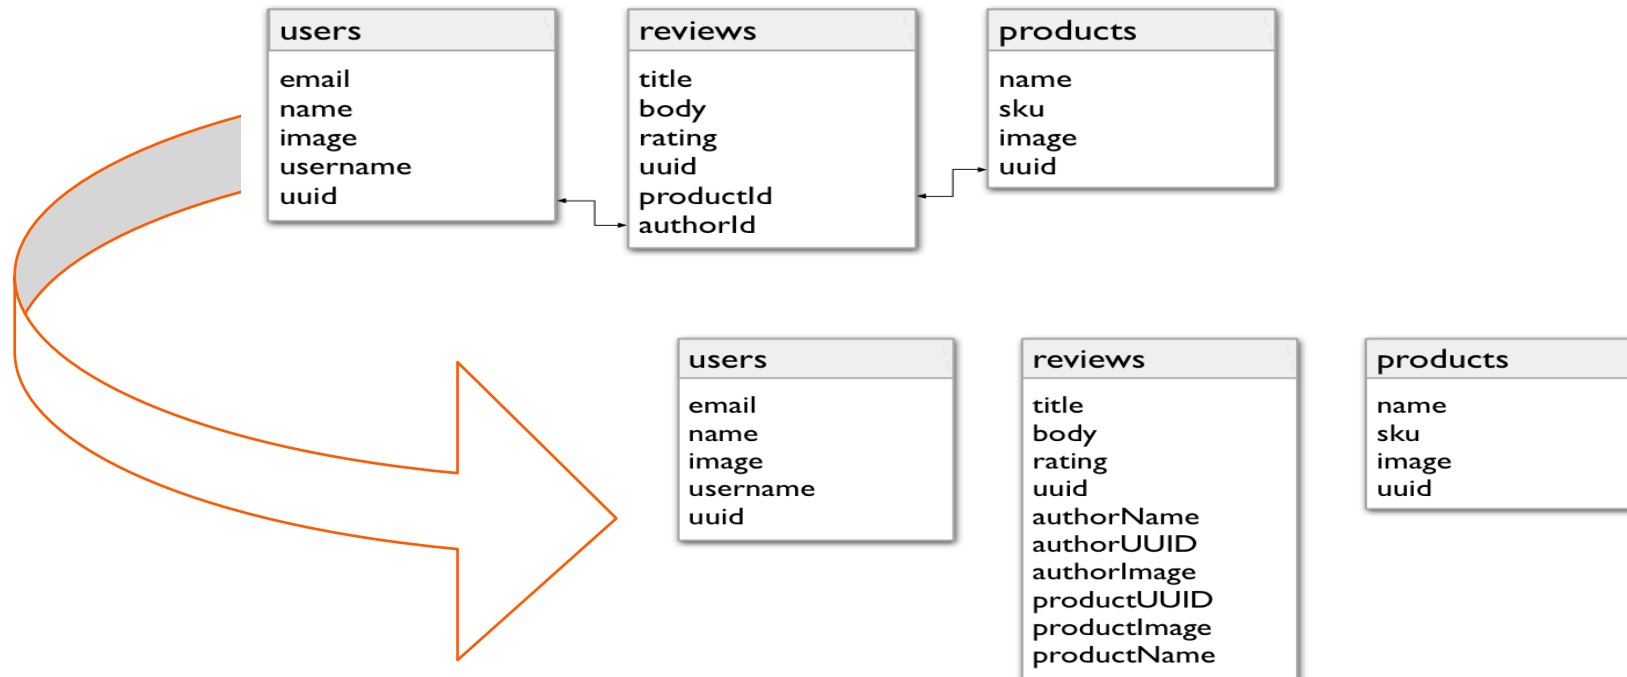 users
email
name
image
username
uuid
reviews
title
body
rating
uuid
productId
authorId
products
name
sku
image
uuid
users
email
name
image
username
uuid
reviews
title
body
rating
uuid
authorName
authorUUID
authorImage
productUUID
productImage
productName
products
name
sku
image
uuid